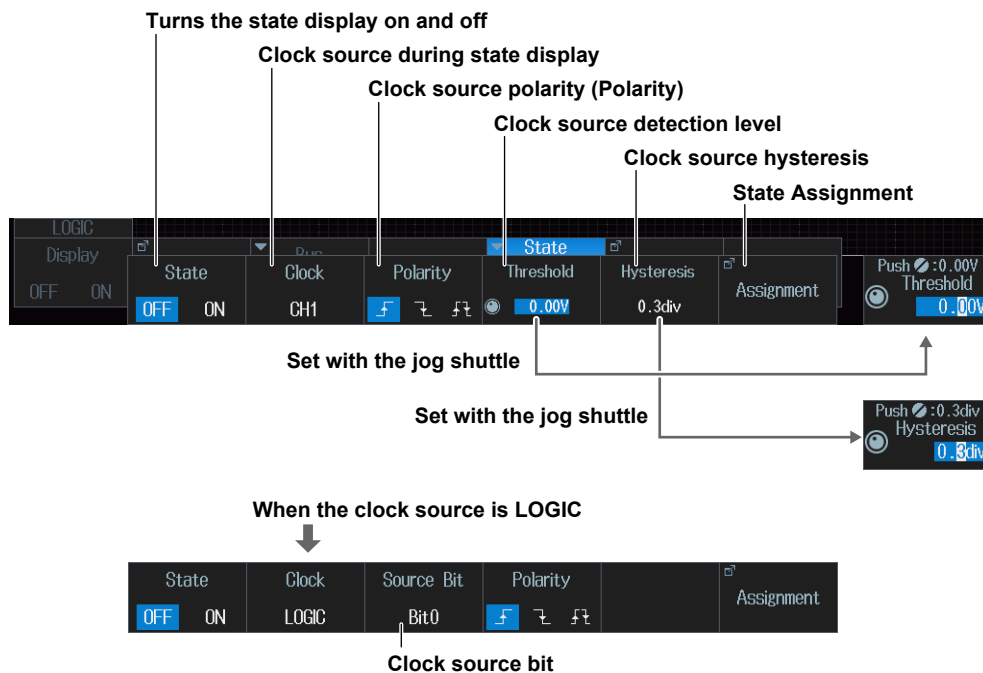 Turns the state display on and off
Clock source during state display
Clock source polarity (Polarity)
Clock source detection level
Clock source hysteresis
State Assignment
LOGIC
Display
OFF ON
Bus
State
State
OFF ON
Clock
CH1
Polarity
Threshold
0.00V
Hysteresis
0.3div
Assignment
Push :0.00V
Threshold
0.00V
Set with the jog shuttle
Set with the jog shuttle
Push :0.3div
Hysteresis
0.3div
When the clock source is LOGIC
State
OFF ON
Clock
LOGIC
Source Bit
Bit0
Polarity
Assignment
Clock source bit